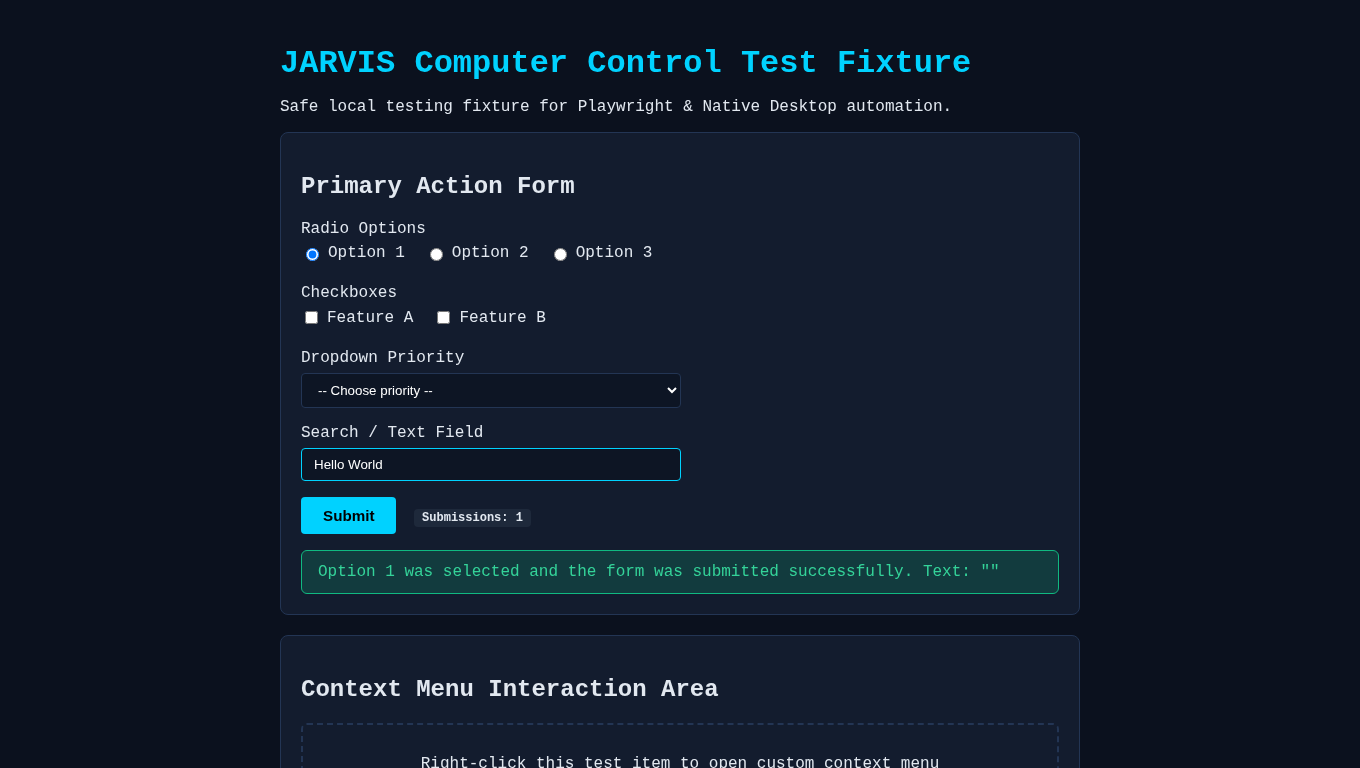 JARVIS Computer Control Test Fixture
Safe local testing fixture for Playwright & Native Desktop automation.
Primary Action Form
Radio Options
Option 1 Option 2 Option 3
Checkboxes
Feature A Feature B
Dropdown Priority
-- Choose priority --
Search / Text Field
Hello World
Submit Submissions: 1
Option 1 was selected and the form was submitted successfully. Text: ""
Context Menu Interaction Area
Right-click this test item to open custom context menu